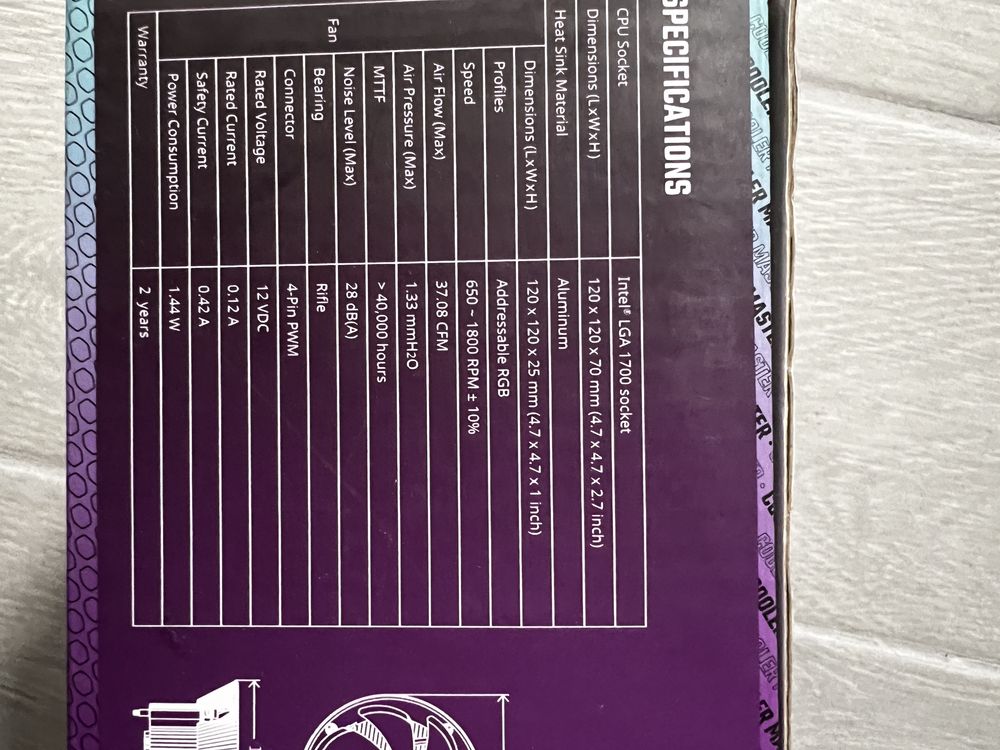 SPECIFICATIONS
CPU Socket Intel® LGA 1700 socket
Dimensions (LxWxH) 120 x 120 x 70 mm (4.7 x 4.7 x 2.7 inch)
Heat Sink Material Aluminum
Fan
Dimensions (LxWxH) 120 x 120 x 25 mm (4.7 x 4.7 x 1 inch)
Profiles Addressable RGB
Speed 650 ~ 1800 RPM ± 10%
Air Flow (Max) 37.08 CFM
Air Pressure (Max) 1.33 mmH2O
MTTF > 40,000 hours
Noise Level (Max) 28 dB(A)
Bearing Rifle
Connector 4-Pin PWM
Rated Voltage 12 VDC
Rated Current 0.12 A
Safety Current 0.42 A
Power Consumption 1.44 W
Warranty 2 years